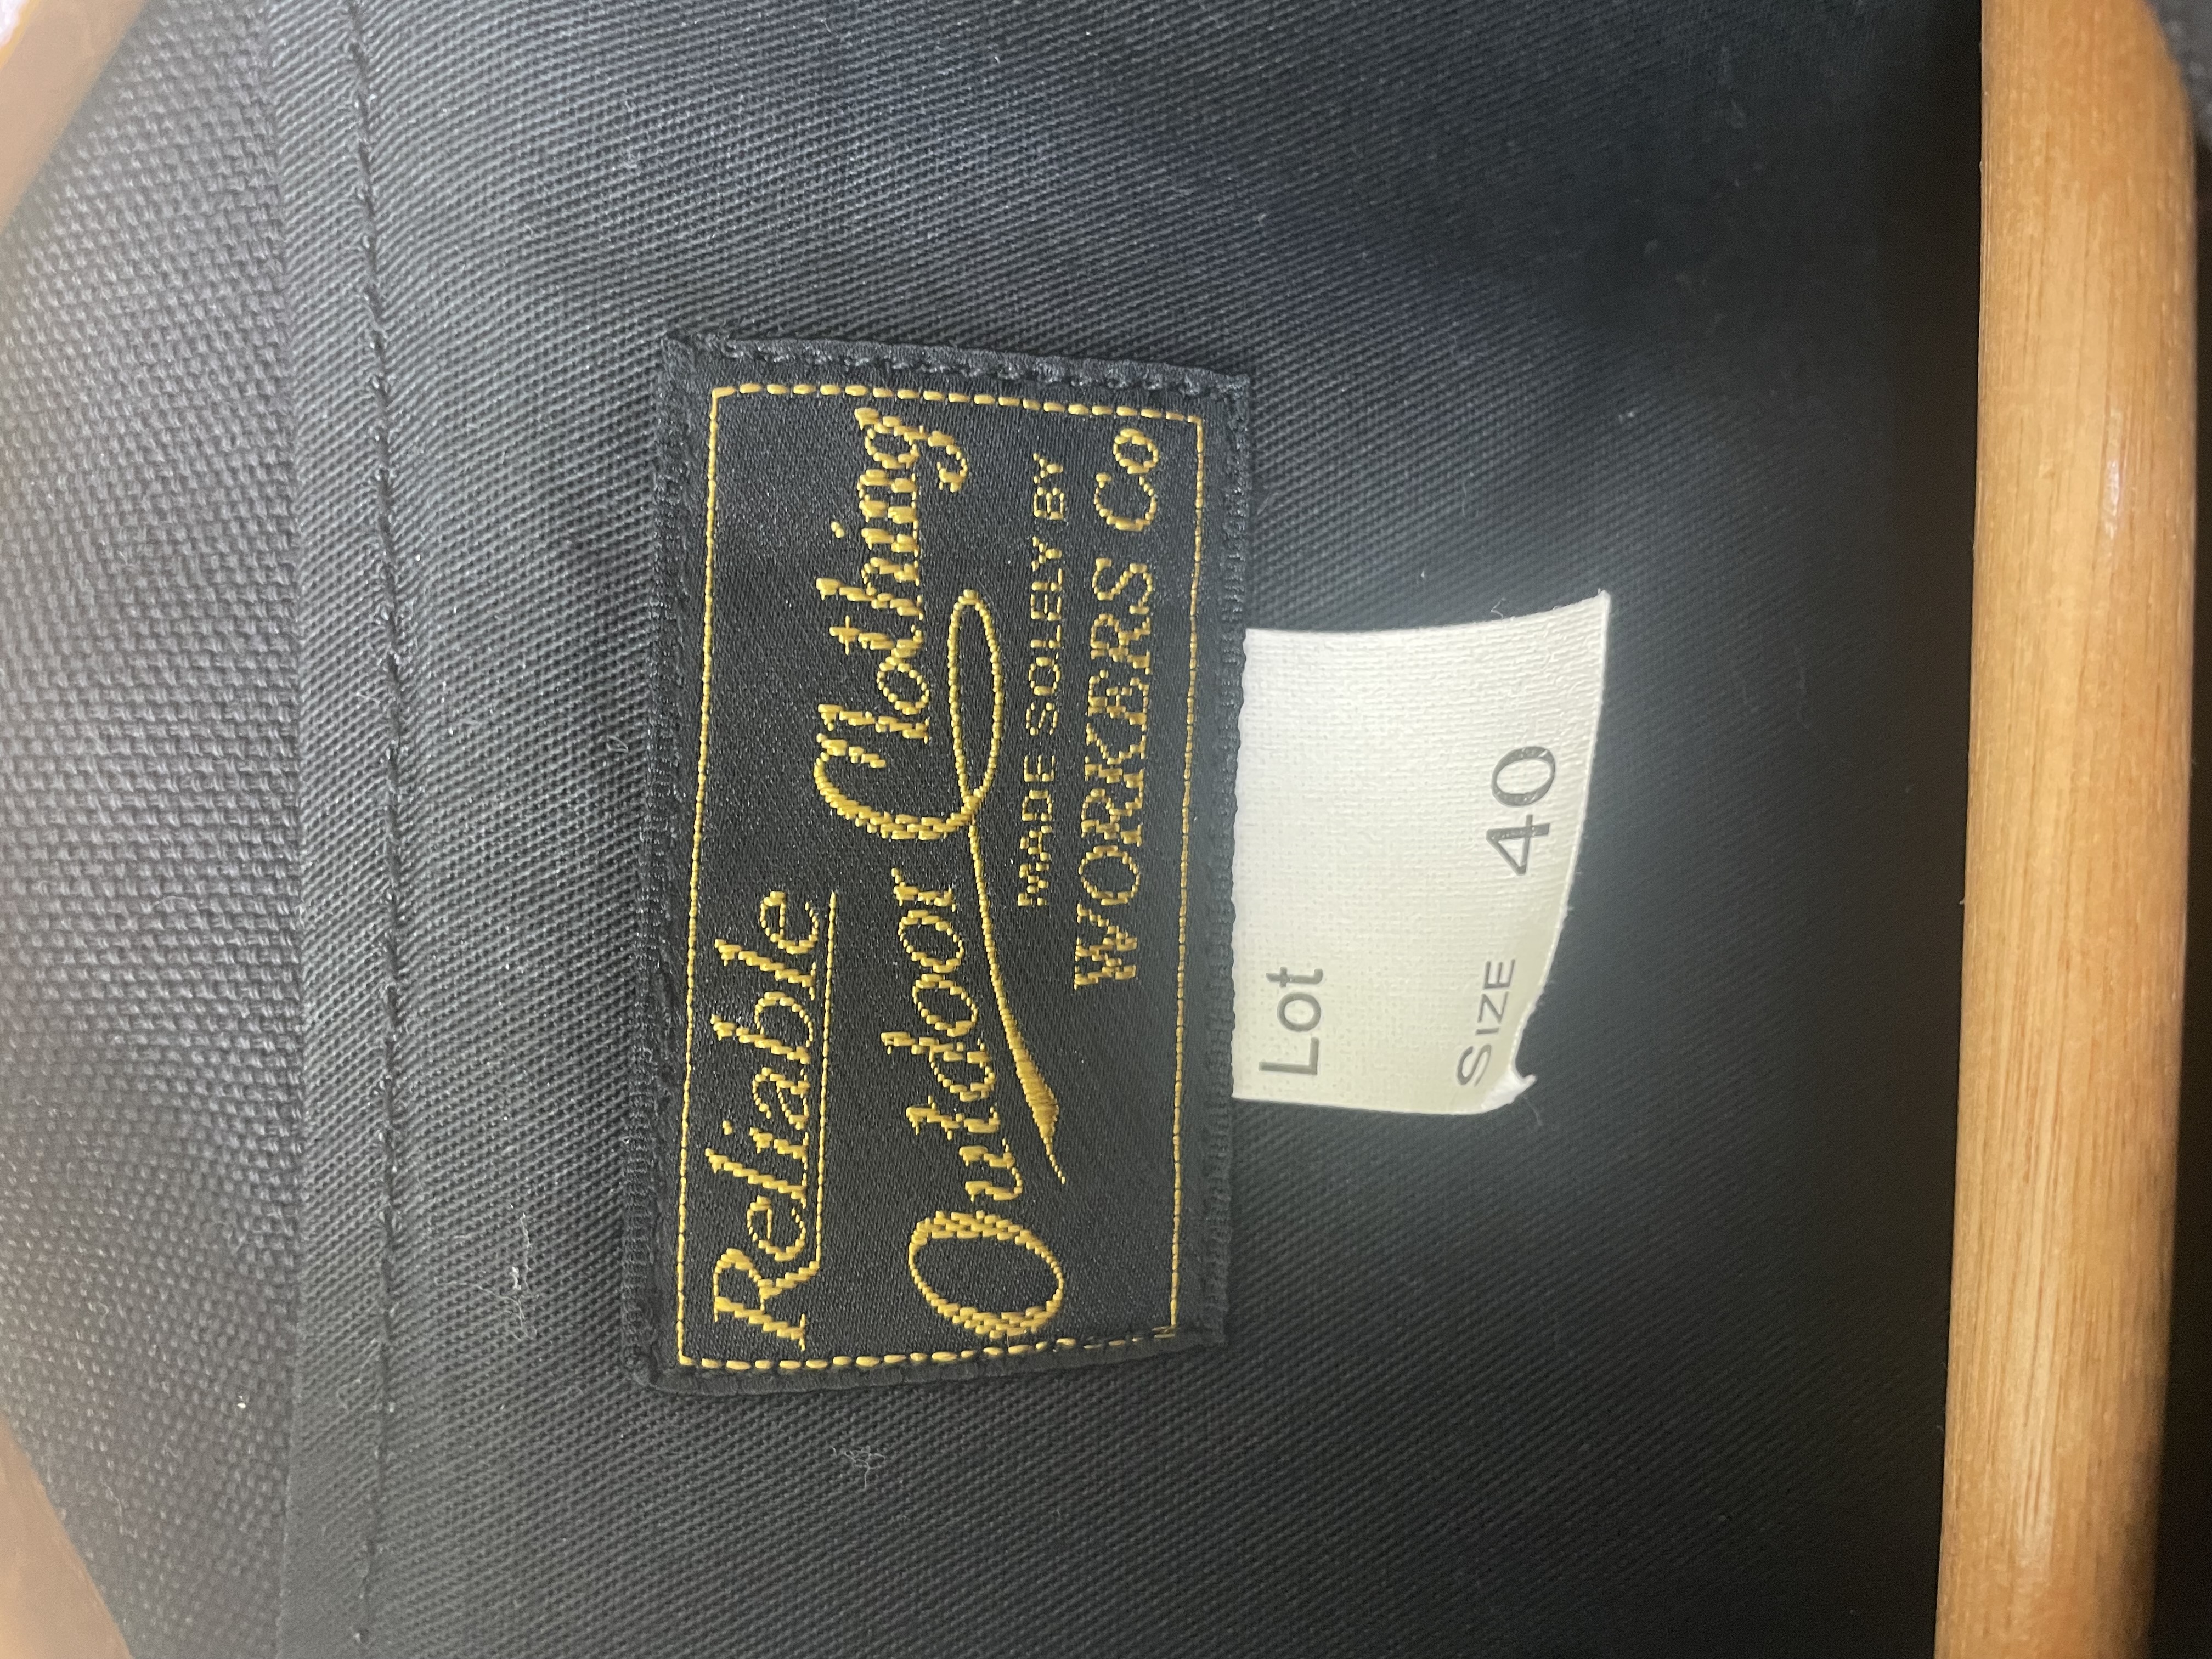 Reliable
Outdoor Clothing
MADE SOLELY BY
WORKERS Co
Lot
SIZE 40